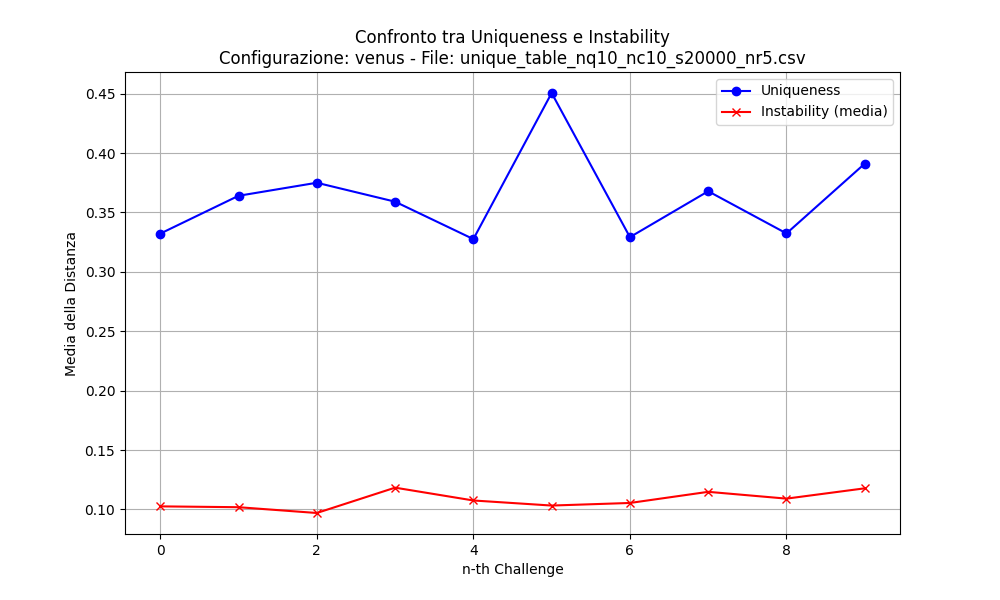 Confronto tra Uniqueness e Instability
Configurazione: venus - File: unique_table_nq10_nc10_s20000_nr5.csv
Uniqueness
Instability (media)
Media della Distanza
0.45
0.40
0.35
0.30
0.25
0.20
0.15
0.10
0 2 4 6 8
n-th Challenge